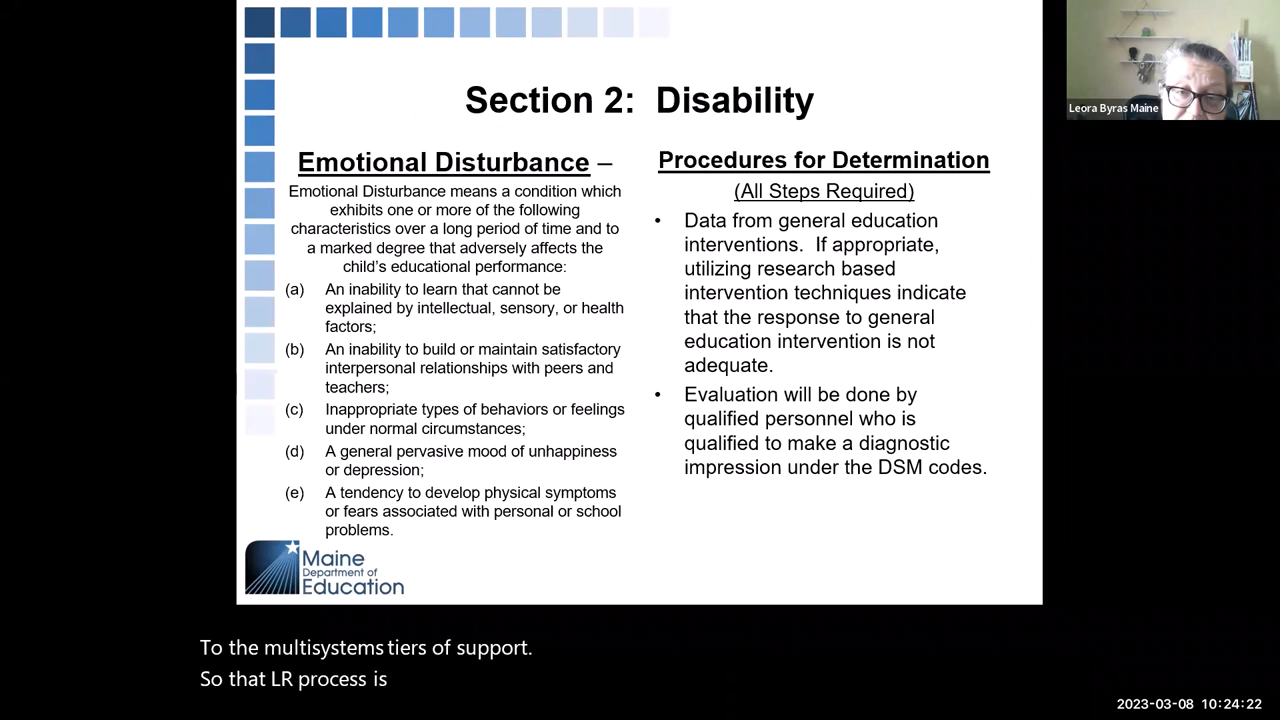 Section 2: Disability
Emotional Disturbance –
Emotional Disturbance means a condition which
exhibits one or more of the following
characteristics over a long period of time and to
a marked degree that adversely affects the
child's educational performance:
(a) An inability to learn that cannot be
explained by intellectual, sensory, or health
factors;
(b) An inability to build or maintain satisfactory
interpersonal relationships with peers and
teachers;
(c) Inappropriate types of behaviors or feelings
under normal circumstances;
(d) A general pervasive mood of unhappiness
or depression;
(e) A tendency to develop physical symptoms
or fears associated with personal or school
problems.
Procedures for Determination
(All Steps Required)
• Data from general education
interventions. If appropriate,
utilizing research based
intervention techniques indicate
that the response to general
education intervention is not
adequate.
• Evaluation will be done by
qualified personnel who is
qualified to make a diagnostic
impression under the DSM codes.
Maine
Department of
Education
Leora Byras Maine
To the multisystems tiers of support.
So that LR process is
2023-03-08 10:24:22